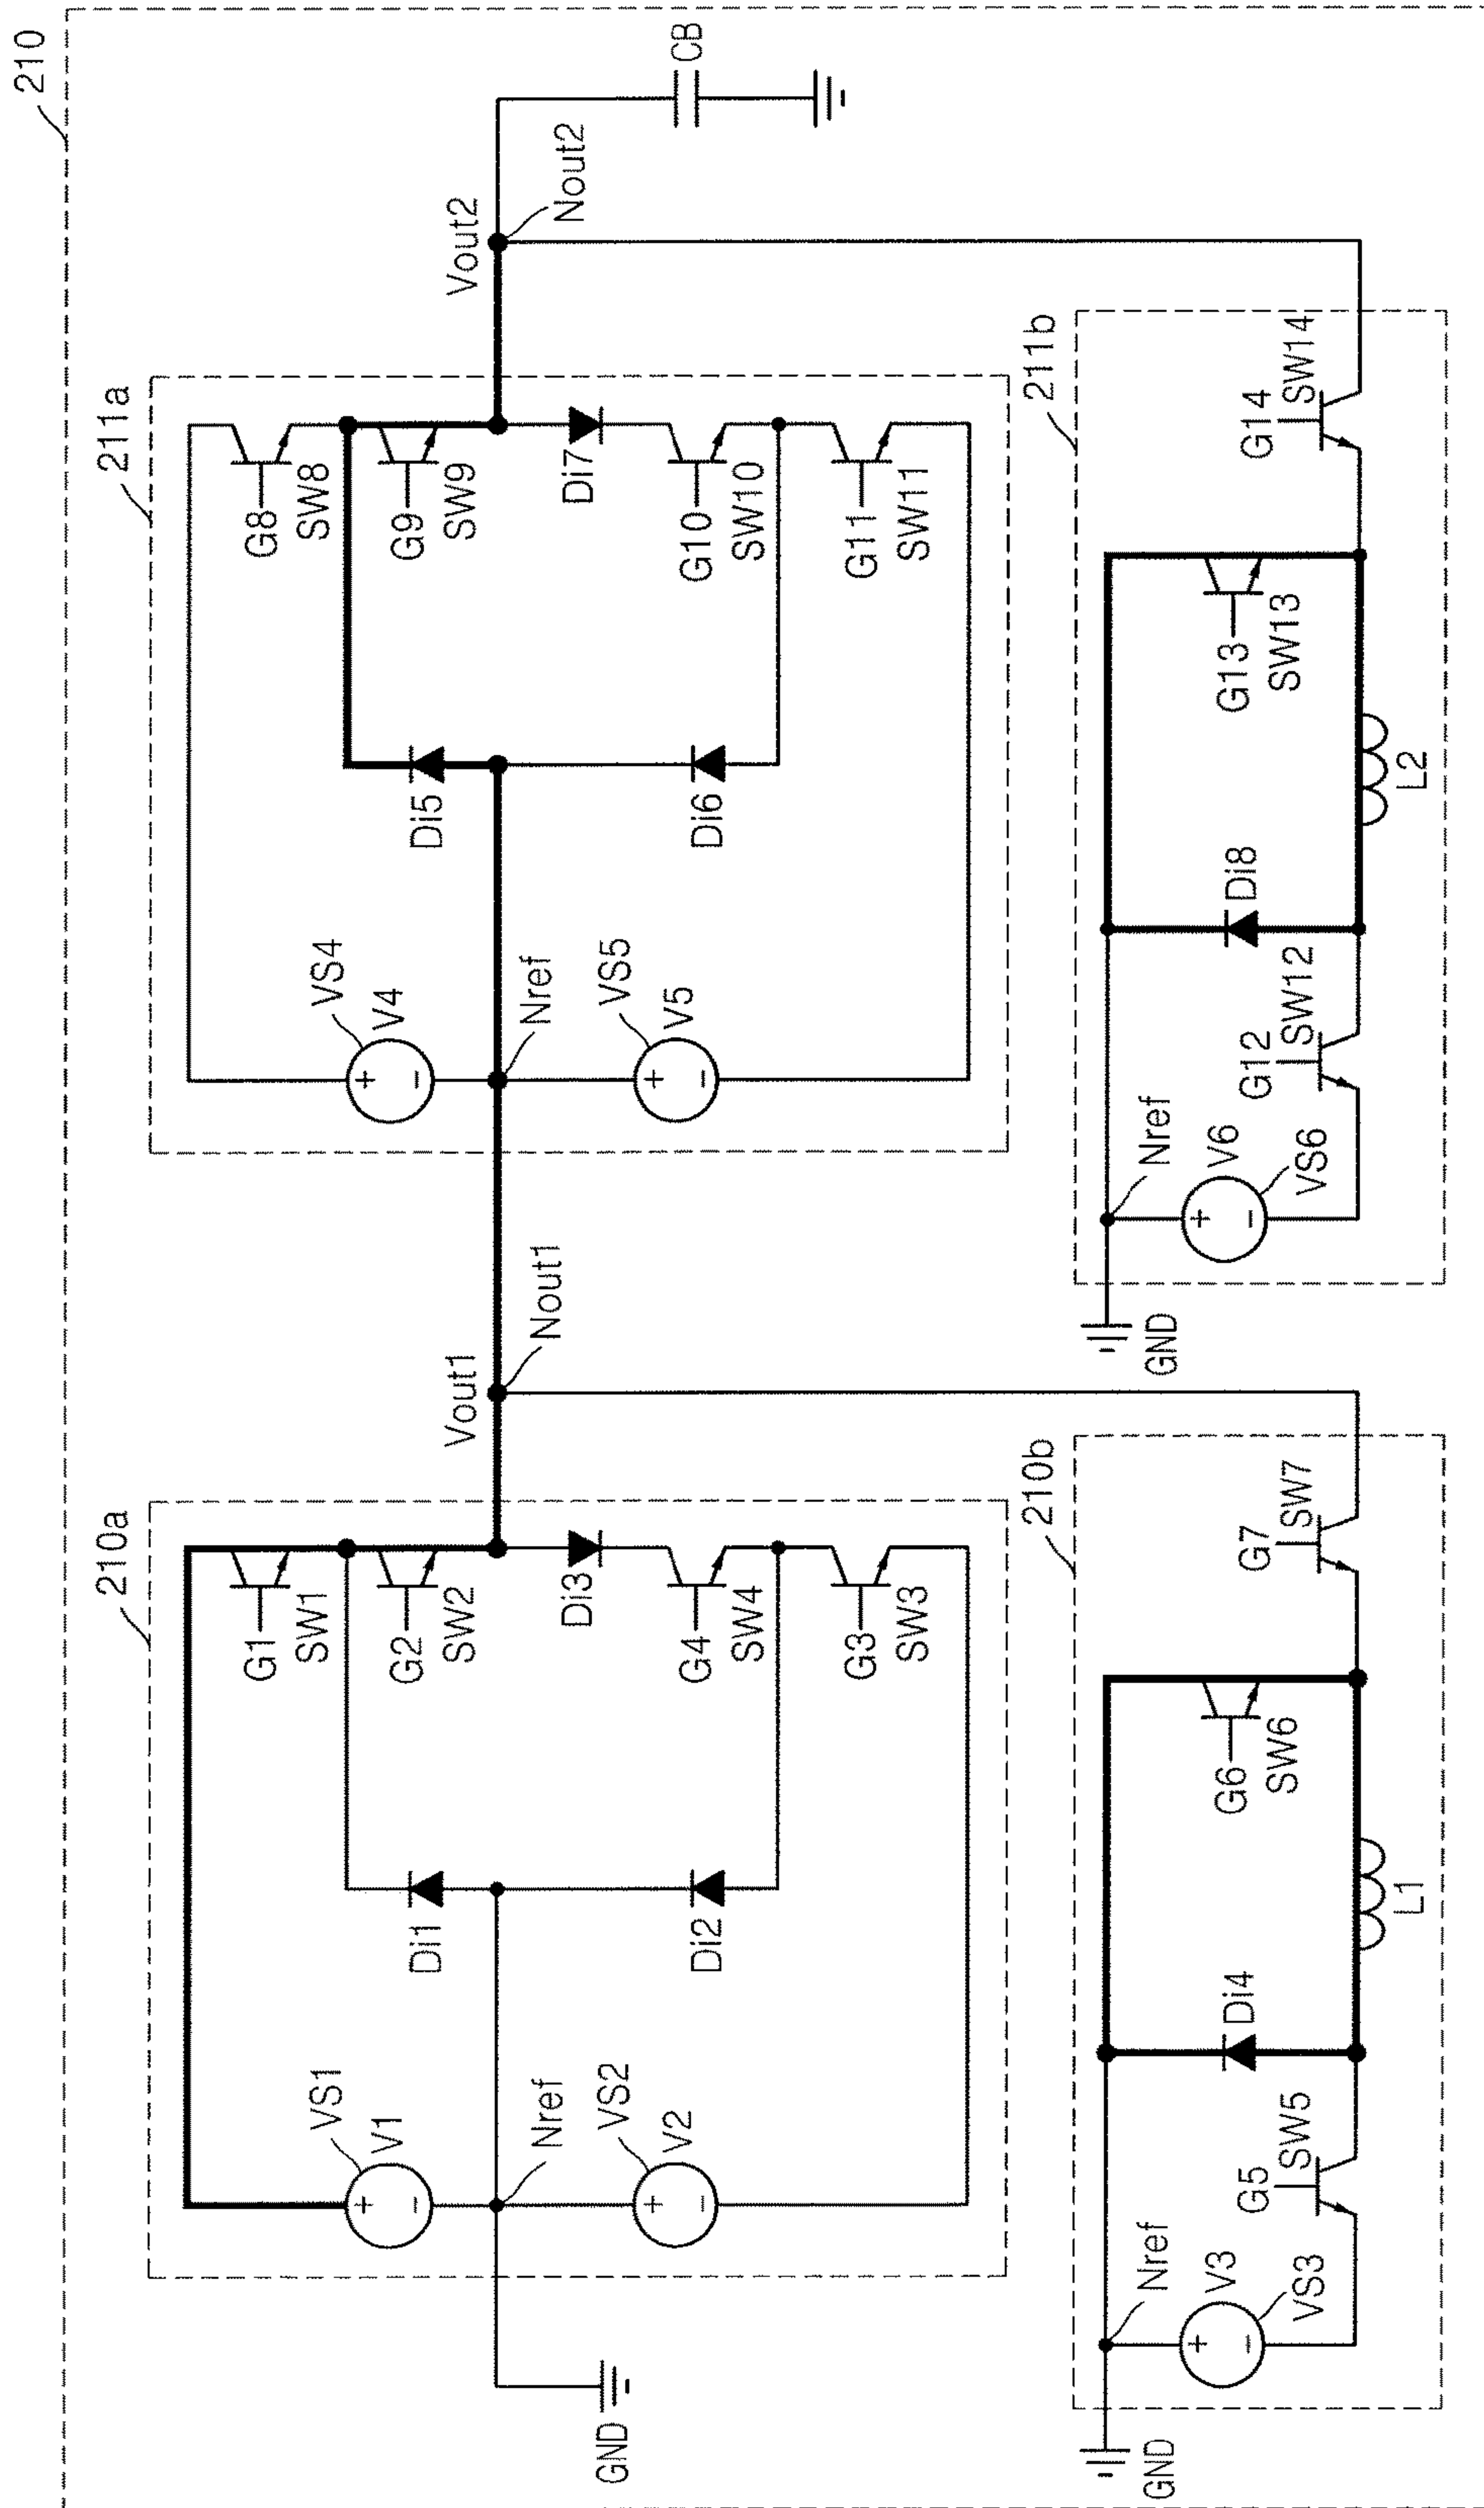 210
210a
VS1
V1
+
−
Nref
VS2
V2
+
−
GND
Di1
Di2
G1
SW1
G2
SW2
Di3
G4
SW4
G3
SW3
Vout1
Nout1
211a
VS4
V4
+
−
Nref
VS5
V5
+
−
Di5
Di6
G8
SW8
G9
SW9
Di7
G10
SW10
G11
SW11
Vout2
Nout2
CB
210b
GND
Nref
V3
+
−
VS3
G5
SW5
Di4
L1
G6
SW6
G7
SW7
211b
GND
Nref
V6
+
−
VS6
G12
SW12
Di8
L2
G13
SW13
G14
SW14